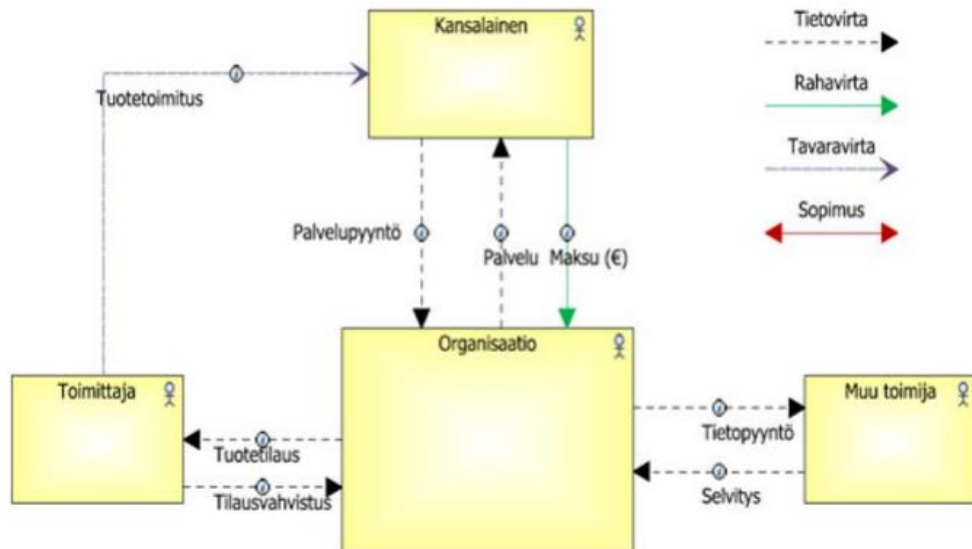 Kansalainen
Tietovirta
Tuotetoimitus
Rahavirta
Tavaravirta
Palvelupyyntö
Palvelu
Maksu (€)
Sopimus
Organisaatio
Toimittaja
Muu toimija
Tuotetilaus
Tietopyyntö
Tilausvahvistus
Selvitys